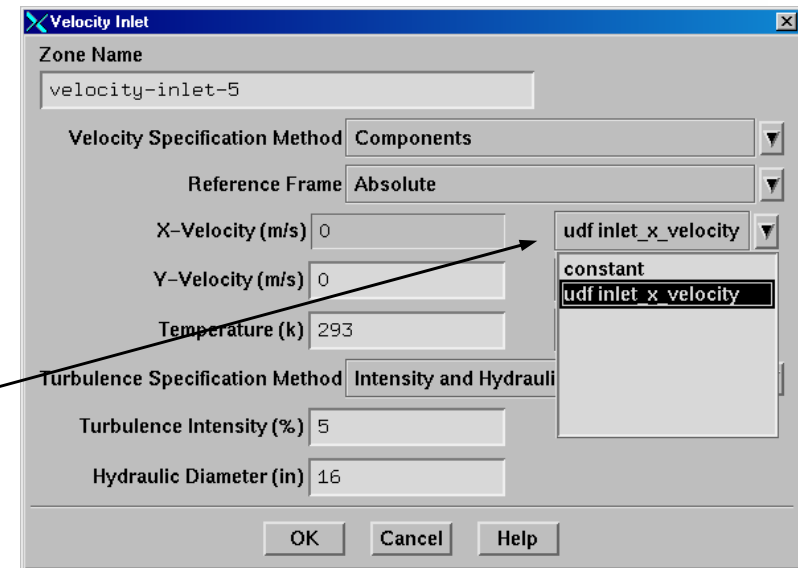 Velocity Inlet
Zone Name
velocity-inlet-5
Velocity Specification Method Components
Reference Frame Absolute
X-Velocity (m/s) 0 udf inlet_x_velocity
constant
udf inlet_x_velocity
Y-Velocity (m/s) 0
Temperature (k) 293
Turbulence Specification Method Intensity and Hydrauli
Turbulence Intensity (%) 5
Hydraulic Diameter (in) 16
OK Cancel Help